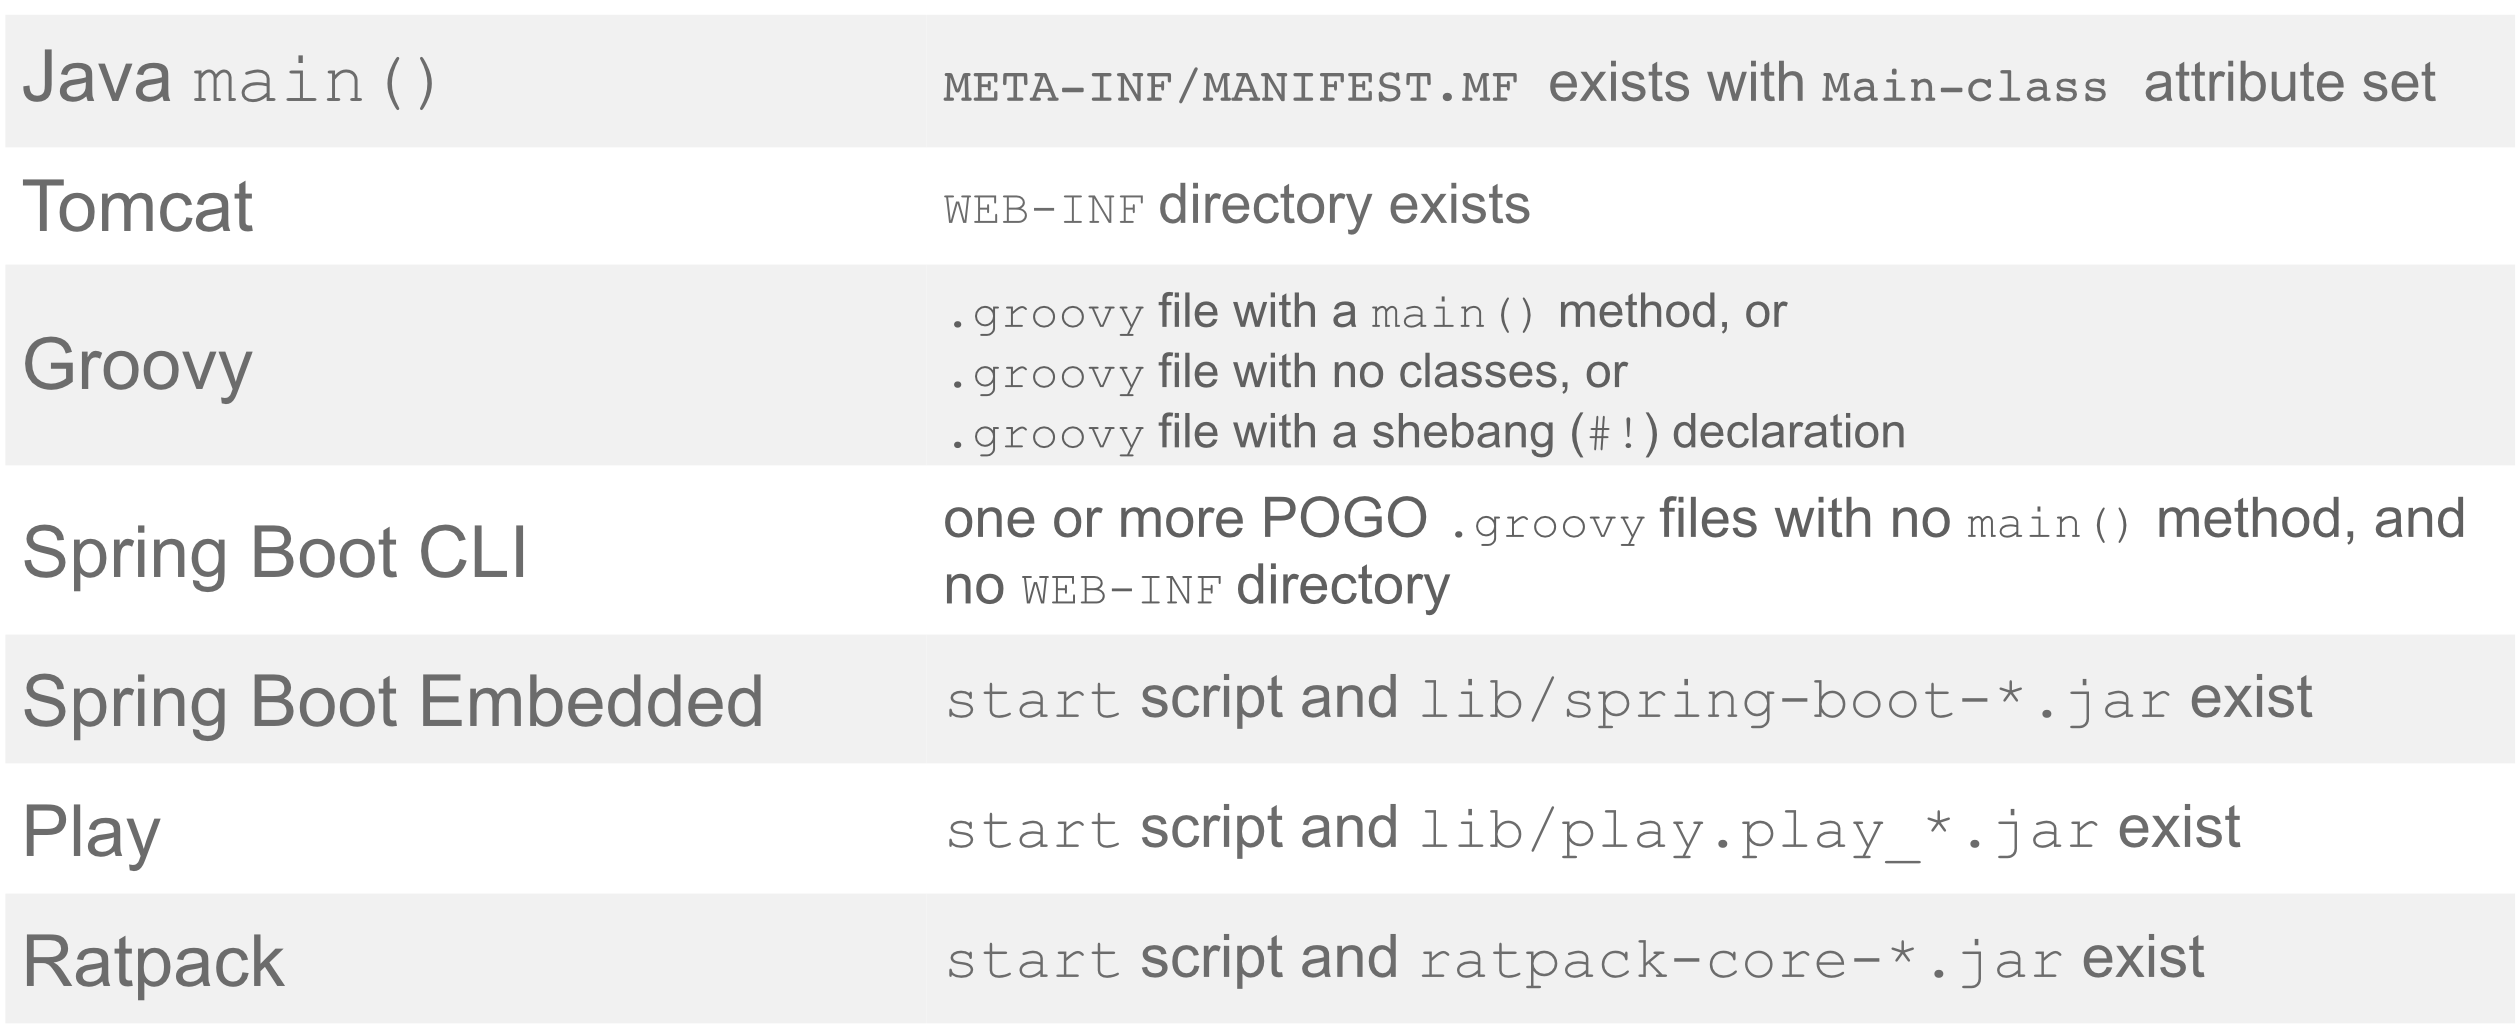 Java main() META-INF/MANIFEST.MF exists with Main-class attribute set
Tomcat WEB-INF directory exists
Groovy
.groovy file with a main() method, or
.groovy file with no classes, or
.groovy file with a shebang (#!) declaration
Spring Boot CLI
one or more POGO .groovy files with no main() method, and
no WEB-INF directory
Spring Boot Embedded start script and lib/spring-boot-*.jar exist
Play start script and lib/play.play_*.jar exist
Ratpack start script and ratpack-core-*.jar exist